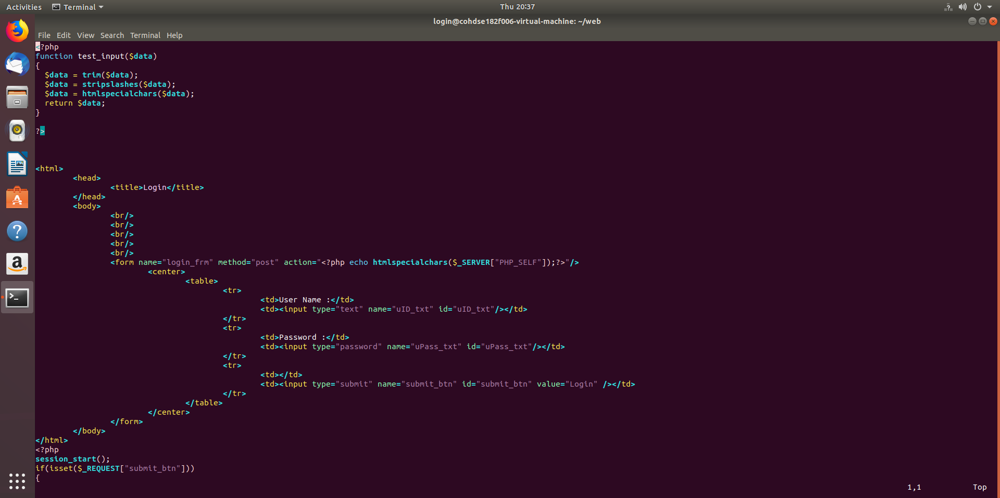 Activities Terminal Thu 20:37
login@cohdse182f006-virtual-machine: ~/web
File Edit View Search Terminal Help
<?php
function test_input($data)
{
  $data = trim($data);
  $data = stripslashes($data);
  $data = htmlspecialchars($data);
  return $data;
}
?>
<html>
        <head>
                <title>Login</title>
        </head>
        <body>
                <br/>
                <br/>
                <br/>
                <br/>
                <br/>
                <form name="login_frm" method="post" action="<?php echo htmlspecialchars($_SERVER["PHP_SELF"]);?>"/>
                        <center>
                                <table>
                                        <tr>
                                                <td>User Name :</td>
                                                <td><input type="text" name="uID_txt" id="uID_txt"/></td>
                                        </tr>
                                        <tr>
                                                <td>Password :</td>
                                                <td><input type="password" name="uPass_txt" id="uPass_txt"/></td>
                                        </tr>
                                        <tr>
                                                <td></td>
                                                <td><input type="submit" name="submit_btn" id="submit_btn" value="Login" /></td>
                                        </tr>
                                </table>
                        </center>
                </form>
        </body>
</html>
<?php
session_start();
if(isset($_REQUEST["submit_btn"]))
{
1,1 Top